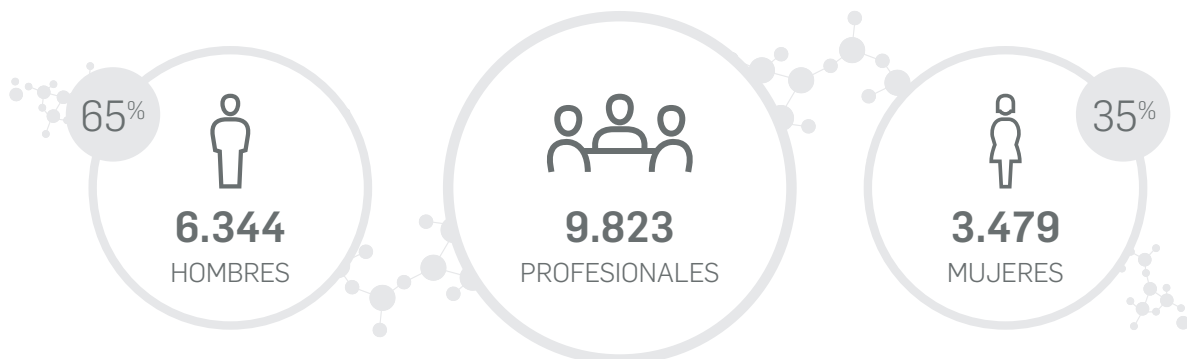 65%
6.344
HOMBRES
9.823
PROFESIONALES
35%
3.479
MUJERES